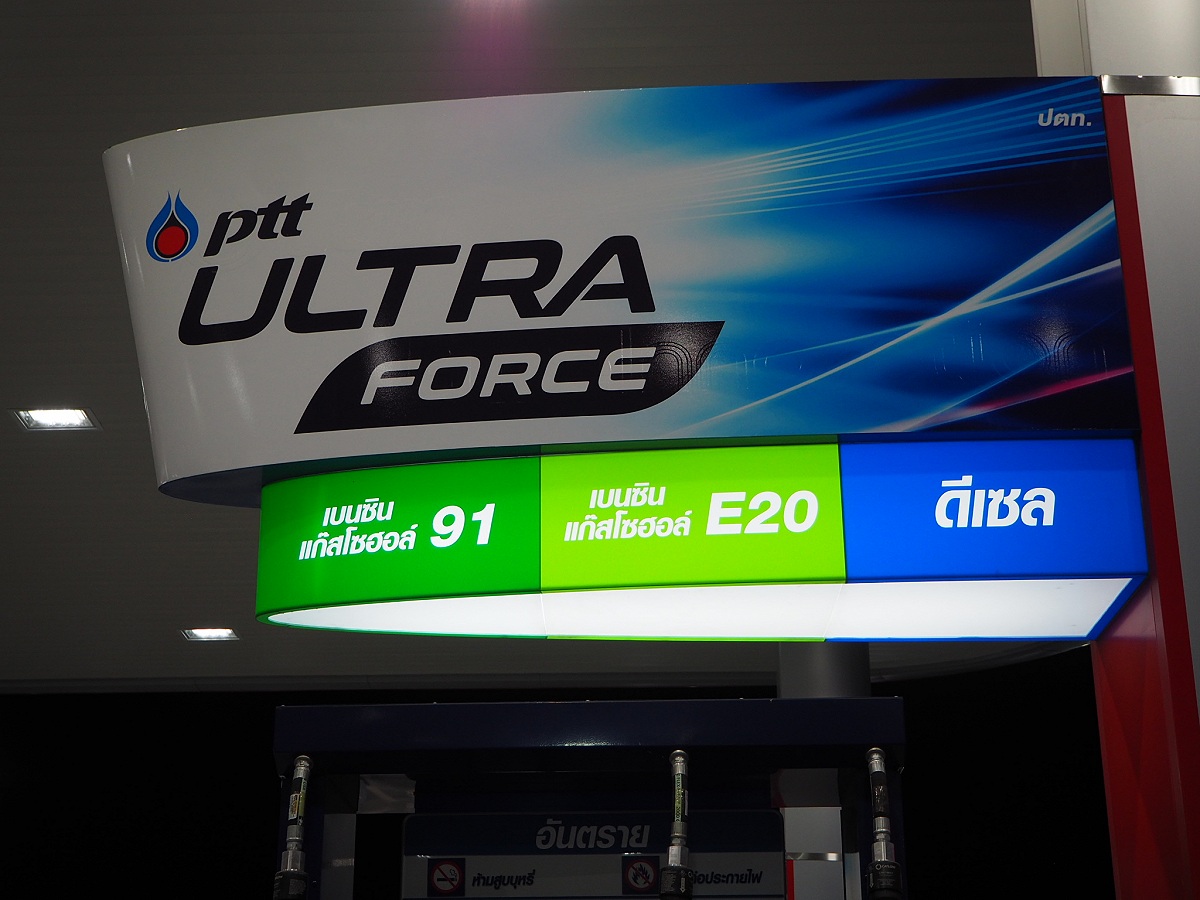 ปตท.
ptt
ULTRA
FORCE
เบนซิน
แก๊สโซฮอล์ 91
เบนซิน
แก๊สโซฮอล์ E20
ดีเซล
อันตราย
ห้ามสูบบุหรี่